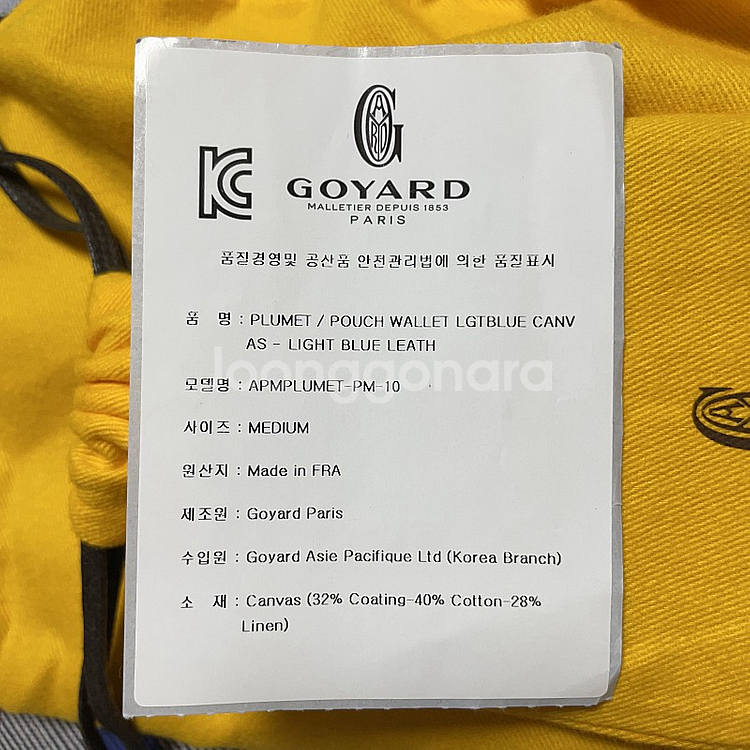 GOYARD
MALLETIER DEPUIS 1853
PARIS
품질경영및 공산품 안전관리법에 의한 품질표시
품 명 : PLUMET / POUCH WALLET LGTBLUE CANV
AS - LIGHT BLUE LEATH
loonggonara
모델명 : APMPLUMET-PM-10
사이즈 : MEDIUM
원산지 : Made in FRA
제조원 : Goyard Paris
수입원 : Goyard Asie Pacifique Ltd (Korea Branch)
소 재 : Canvas (32% Coating-40% Cotton-28%
Linen)